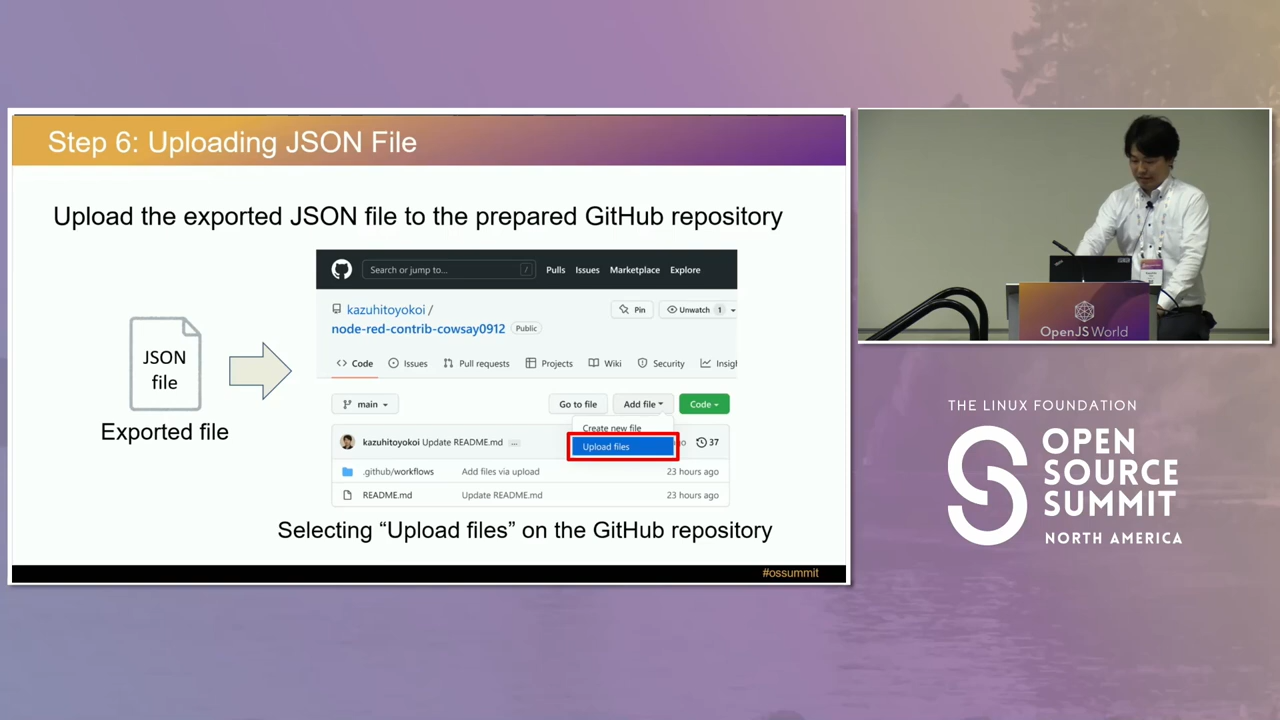 Step 6: Uploading JSON File
Upload the exported JSON file to the prepared GitHub repository
JSON
file
Exported file
Search or jump to...
/
Pulls
Issues
Marketplace
Explore
kazuhitoyokoi /
node-red-contrib-cowsay0912
Public
Pin
Unwatch
1
Code
Issues
Pull requests
Projects
Wiki
Security
Insigh
main
Go to file
Add file
Code
Create new file
Upload files
kazuhitoyokoi Update README.md ...
go
37
.github/workflows
Add files via upload
23 hours ago
README.md
Update README.md
23 hours ago
Selecting “Upload files” on the GitHub repository
#ossummit
OpenJS World
THE LINUX FOUNDATION
OPEN
SOURCE
SUMMIT
NORTH AMERICA